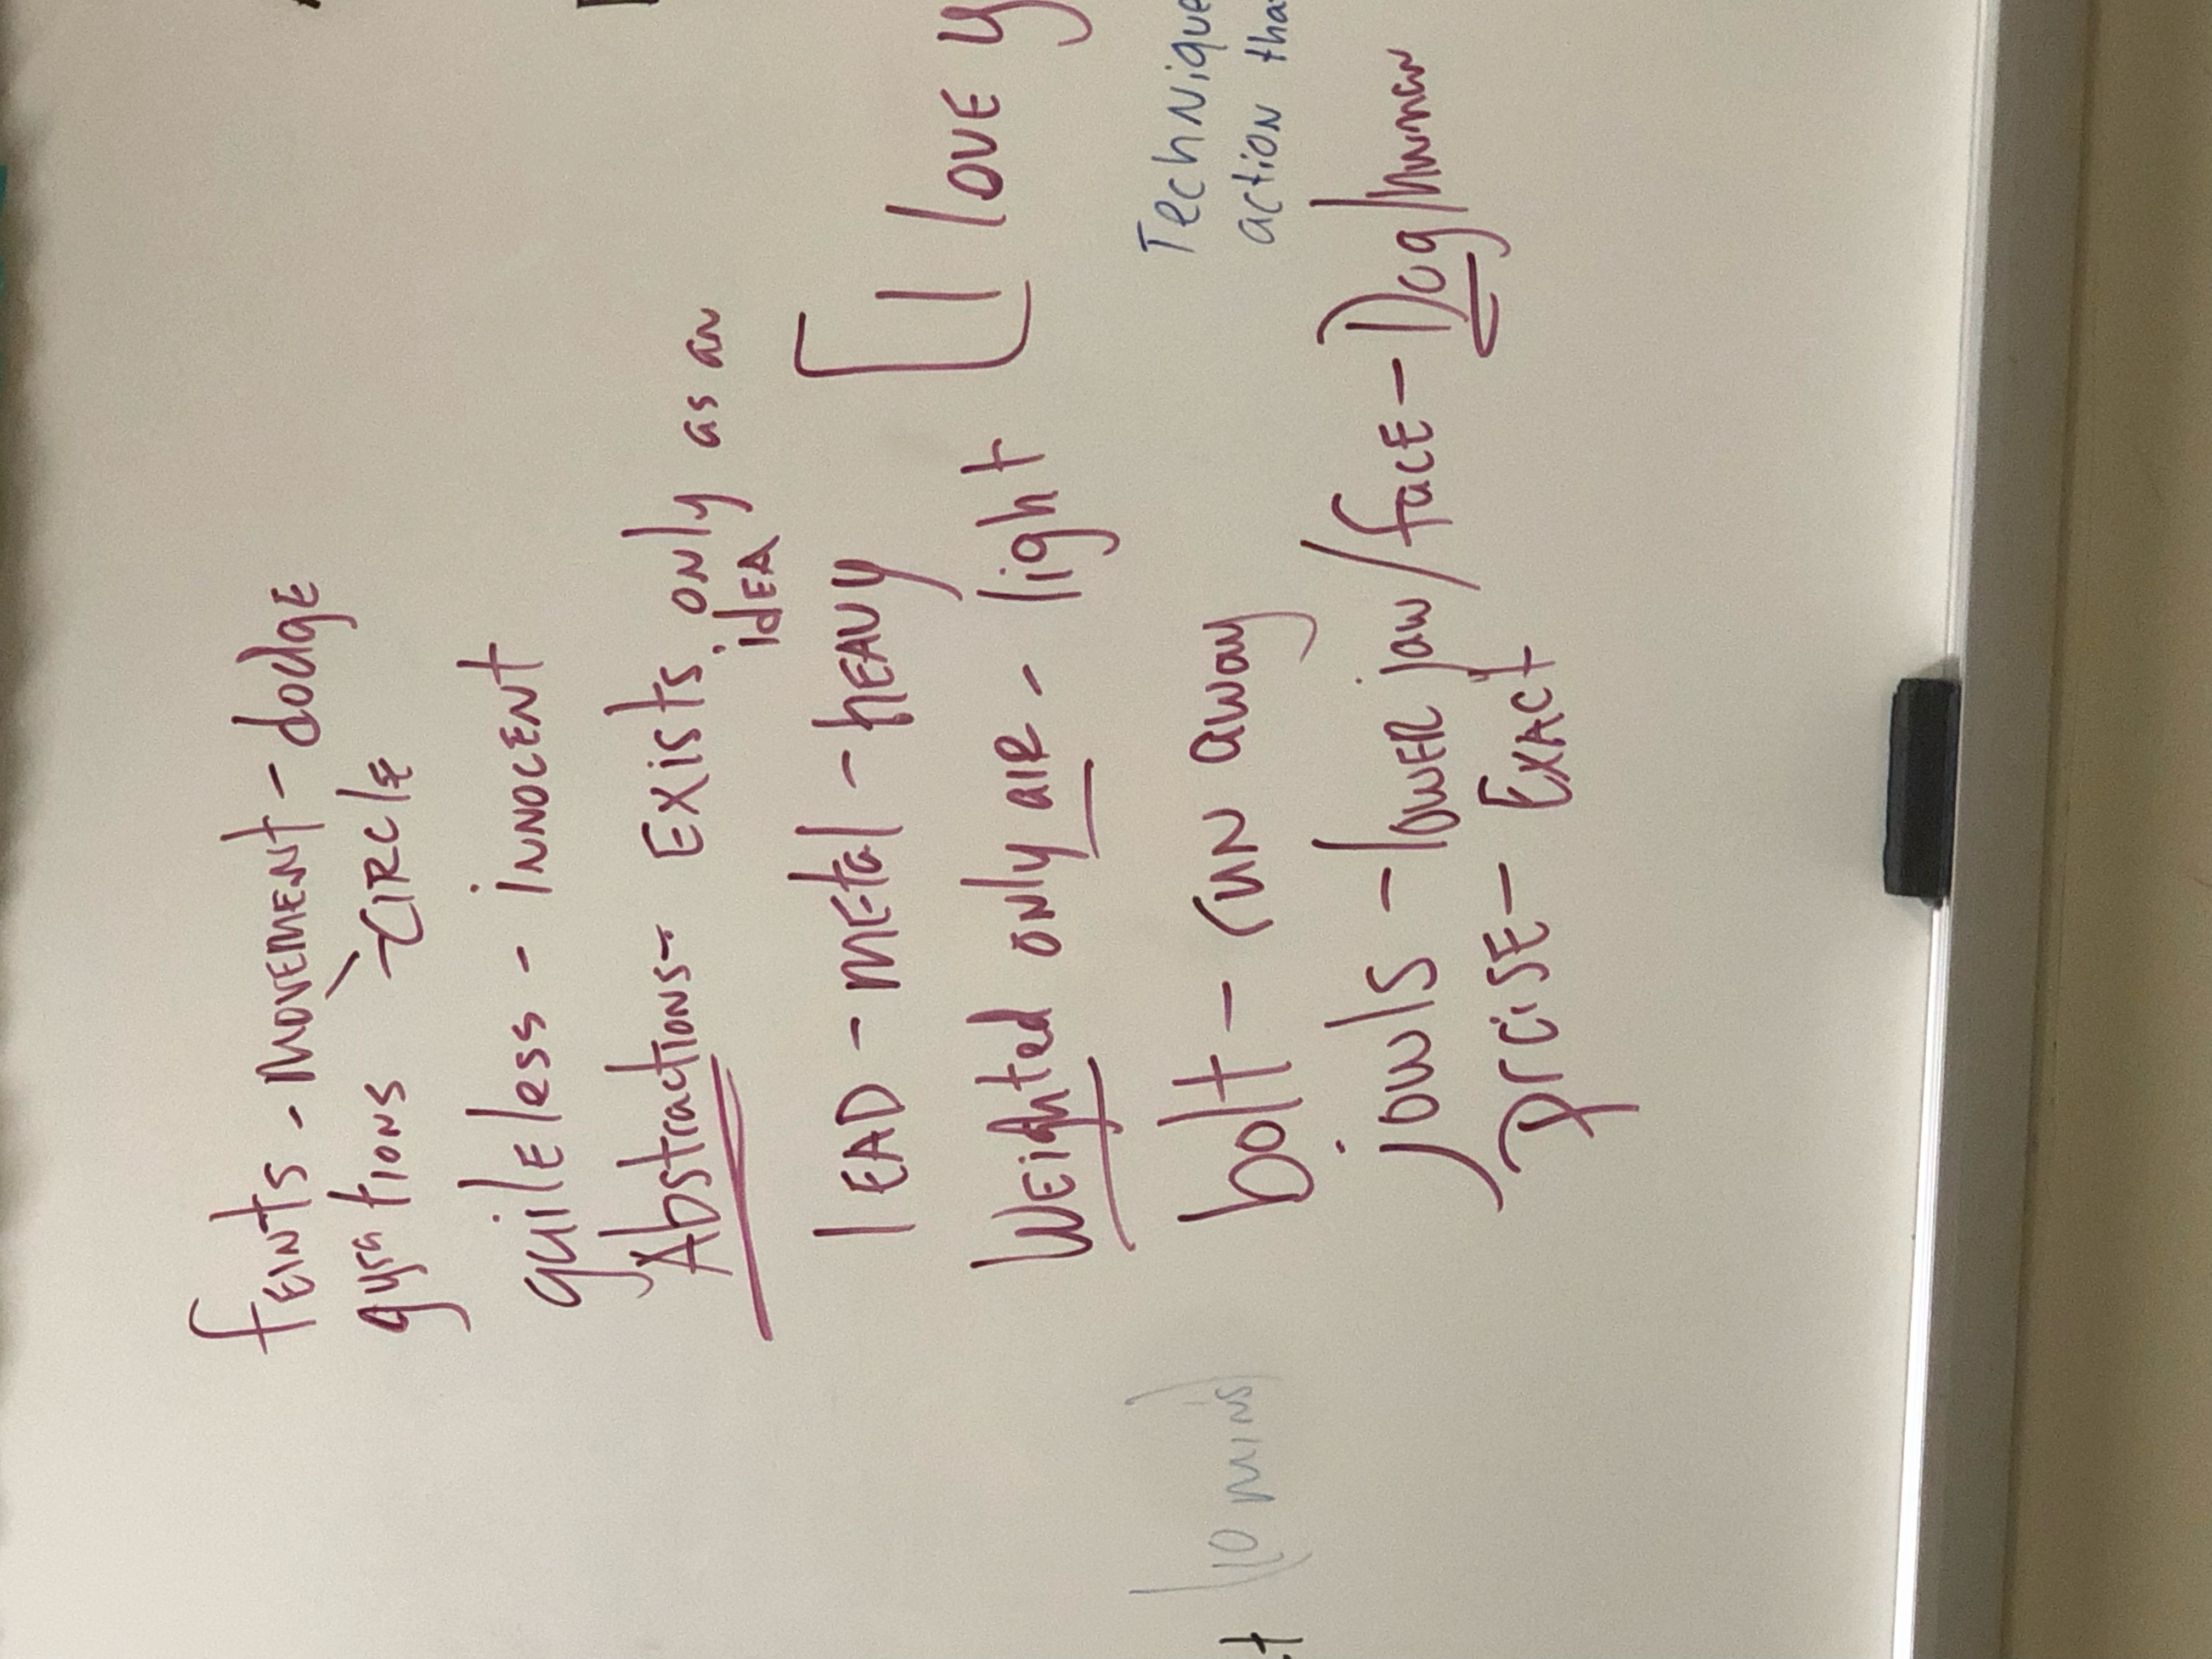 feints - movement - dodge
gyrations - circle
guileless - innocent
Abstractions - Exists only as an
idea
lead - metal - heavy
[I love y
Weighted only air - light
Technique
action tha
(10 mins)
bolt - run away
jowls - lower jaw/face - Dog/human
prcise - Exact